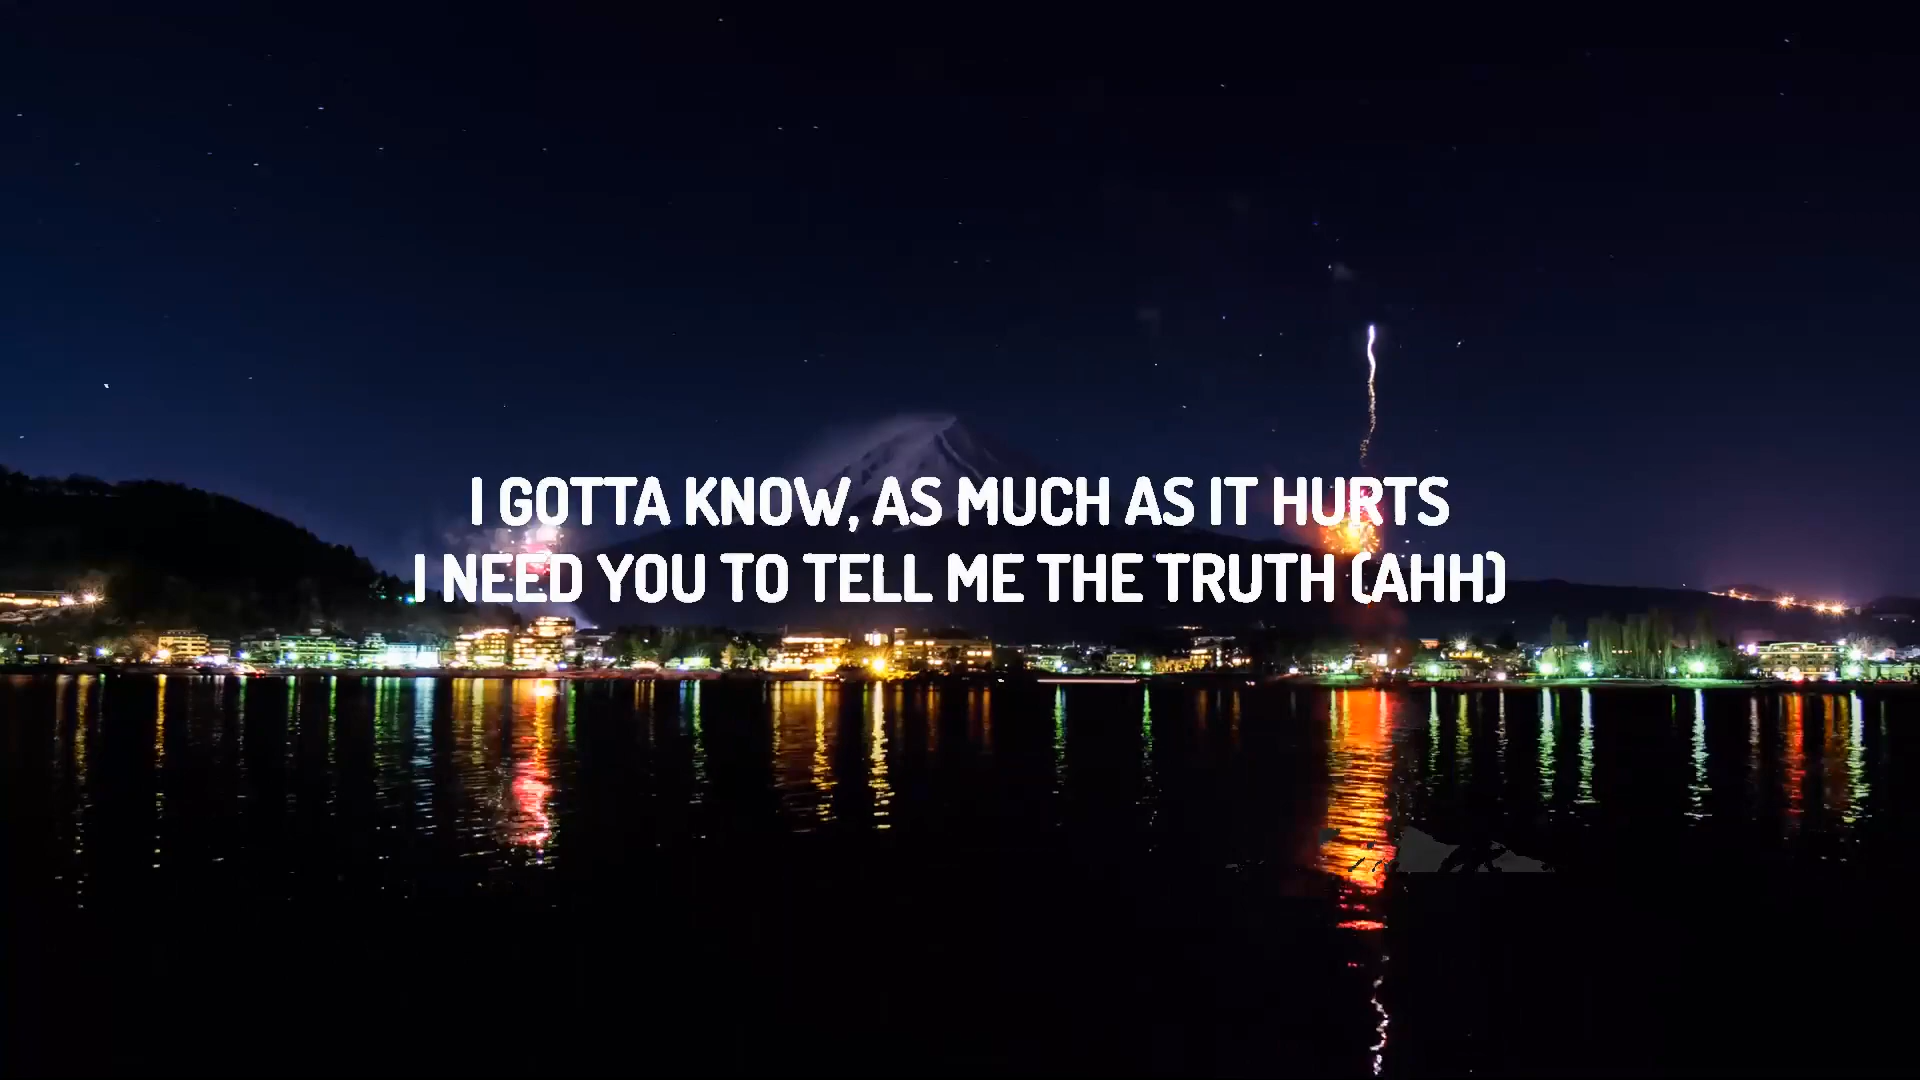 I GOTTA KNOW, AS MUCH AS IT HURTS
I NEED YOU TO TELL ME THE TRUTH (AHH)